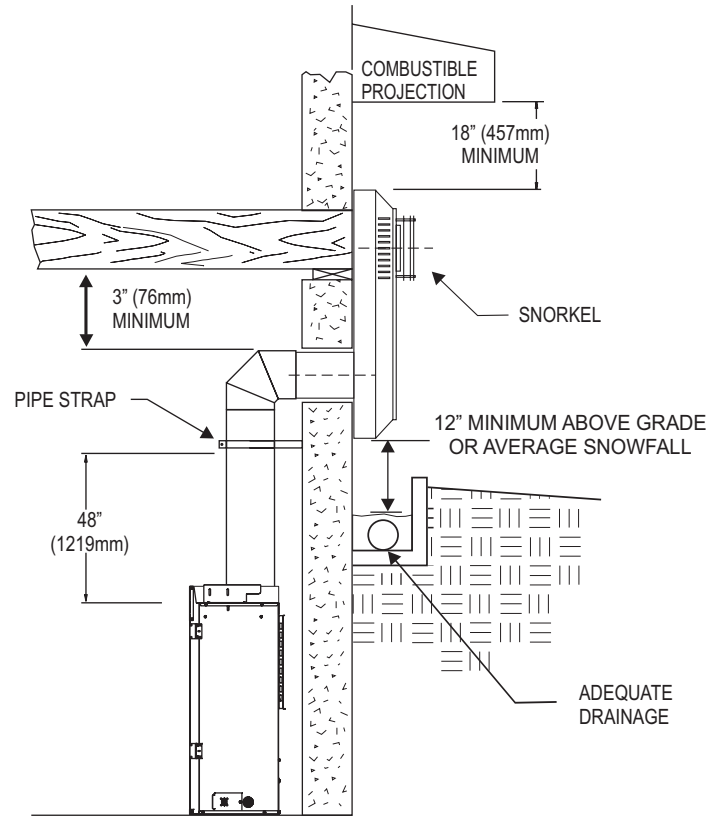 COMBUSTIBLE
PROJECTION
18” (457mm)
MINIMUM
3” (76mm)
MINIMUM
SNORKEL
PIPE STRAP
12” MINIMUM ABOVE GRADE
OR AVERAGE SNOWFALL
48”
(1219mm)
ADEQUATE
DRAINAGE